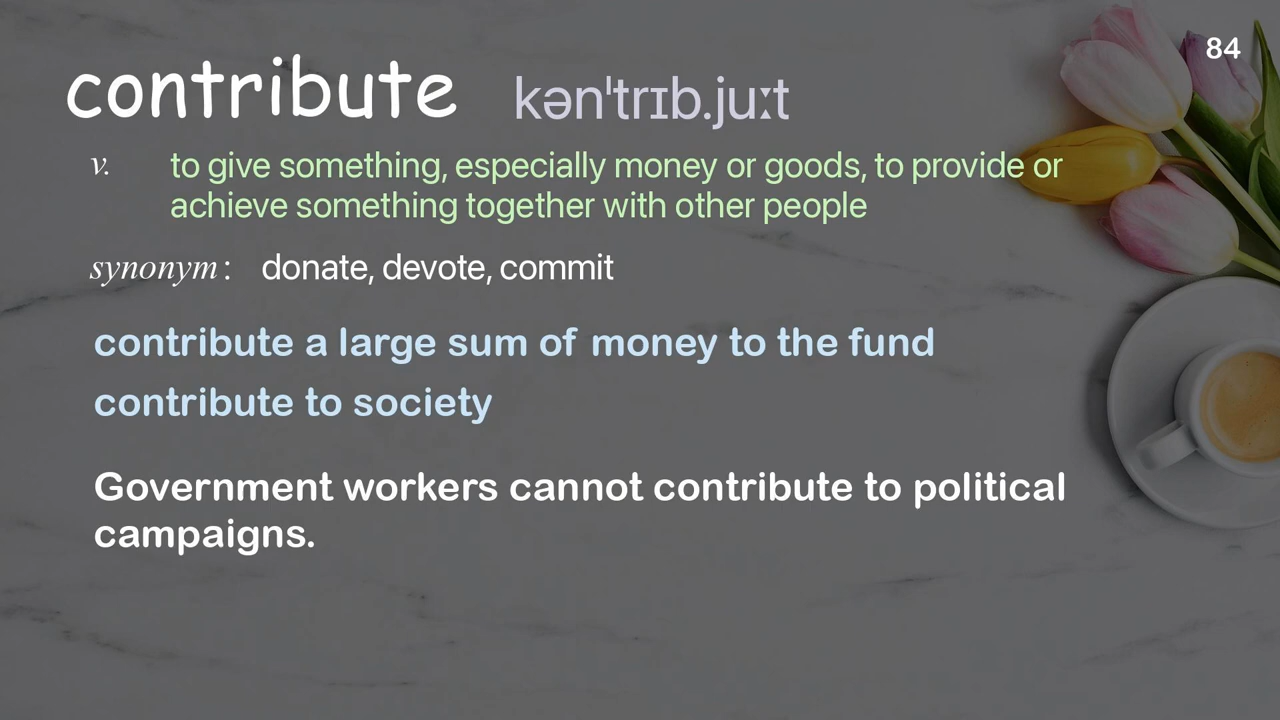 84
contribute kənˈtrɪb.juːt
v. to give something, especially money or goods, to provide or
achieve something together with other people
synonym : donate, devote, commit
contribute a large sum of money to the fund
contribute to society
Government workers cannot contribute to political
campaigns.